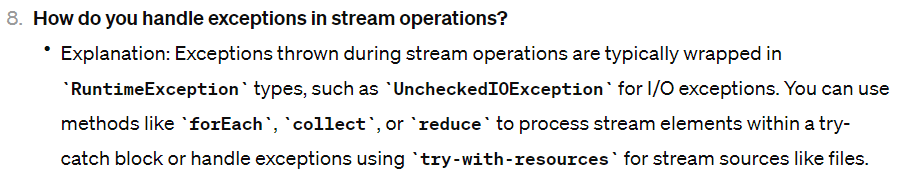 8. How do you handle exceptions in stream operations?
• Explanation: Exceptions thrown during stream operations are typically wrapped in
`RuntimeException` types, such as `UncheckedIOException` for I/O exceptions. You can use
methods like `forEach`, `collect`, or `reduce` to process stream elements within a try-
catch block or handle exceptions using `try-with-resources` for stream sources like files.